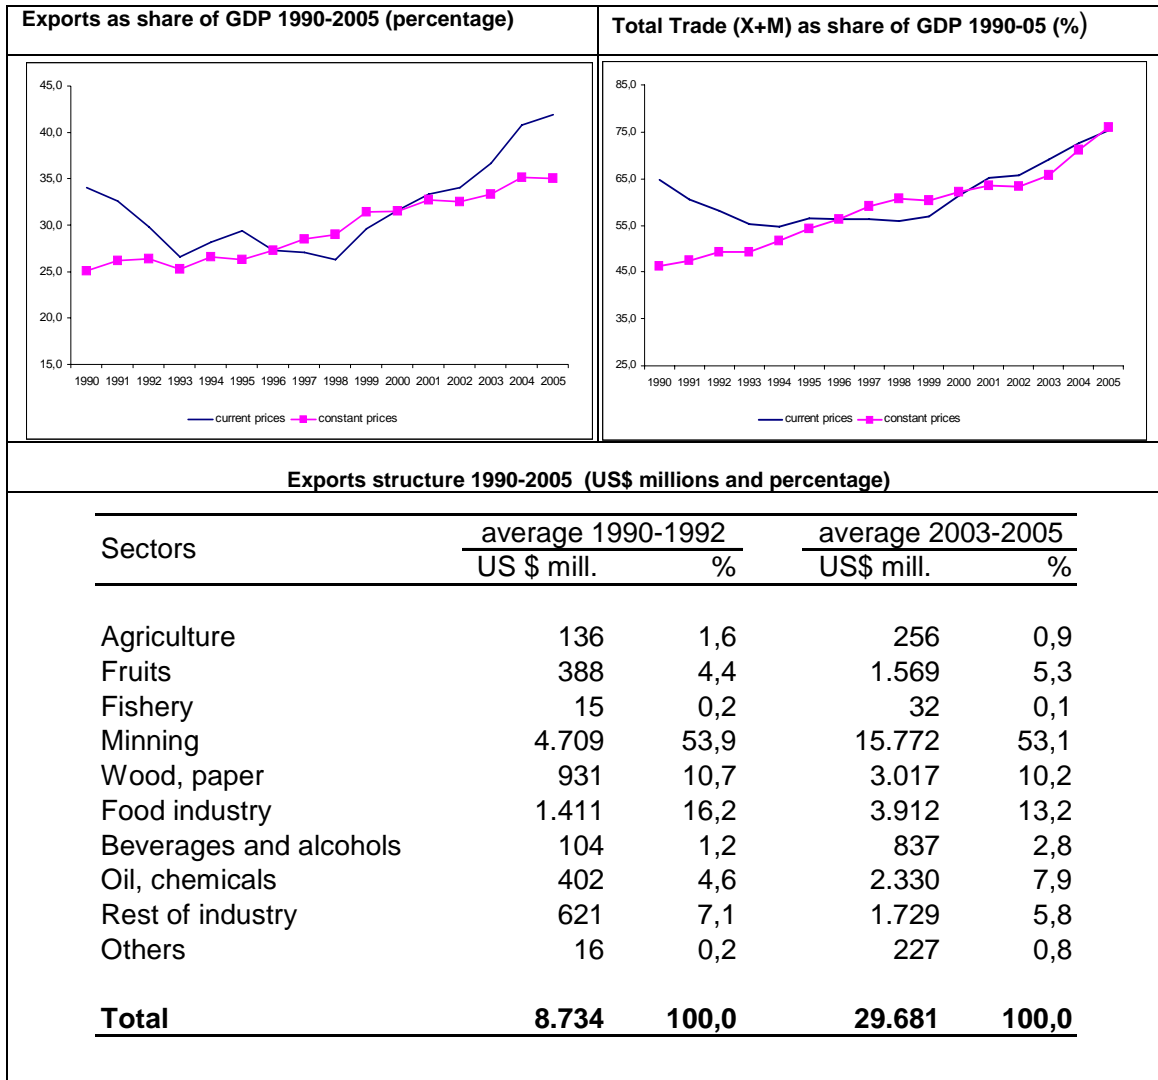 Exports as share of GDP 1990-2005 (percentage)
Total Trade (X+M) as share of GDP 1990-05 (%)
45,0
40,0
35,0
30,0
25,0
20,0
15,0
1990 1991 1992 1993 1994 1995 1996 1997 1998 1999 2000 2001 2002 2003 2004 2005
current prices constant prices
85,0
75,0
65,0
55,0
45,0
35,0
25,0
1990 1991 1992 1993 1994 1995 1996 1997 1998 1999 2000 2001 2002 2003 2004 2005
current prices constant prices
Exports structure 1990-2005 (US$ millions and percentage)
Sectors average 1990-1992 average 2003-2005
US $ mill. % US$ mill. %
Agriculture 136 1,6 256 0,9
Fruits 388 4,4 1.569 5,3
Fishery 15 0,2 32 0,1
Minning 4.709 53,9 15.772 53,1
Wood, paper 931 10,7 3.017 10,2
Food industry 1.411 16,2 3.912 13,2
Beverages and alcohols 104 1,2 837 2,8
Oil, chemicals 402 4,6 2.330 7,9
Rest of industry 621 7,1 1.729 5,8
Others 16 0,2 227 0,8
Total 8.734 100,0 29.681 100,0